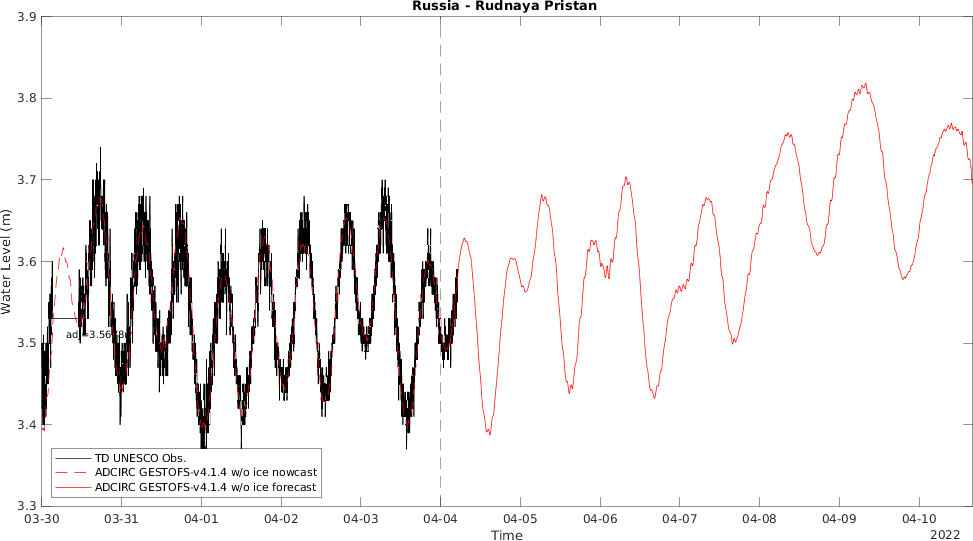 Russia - Rudnaya Pristan
3.9
3.8
3.7
3.6
3.5
3.4
3.3
Water Level (m)
TD UNESCO Obs.
ADCIRC GESTOFS-v4.1.4 w/o ice nowcast
ADCIRC GESTOFS-v4.1.4 w/o ice forecast
03-30 03-31 04-01 04-02 04-03 04-04 04-05 04-06 04-07 04-08 04-09 04-10
Time
2022